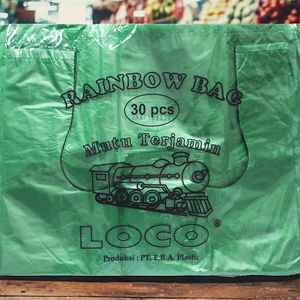 RAINBOW BAG
30 pcs
Mutu Terjamin
LOCO®
Produksi : PT. E.R.A. Plastic